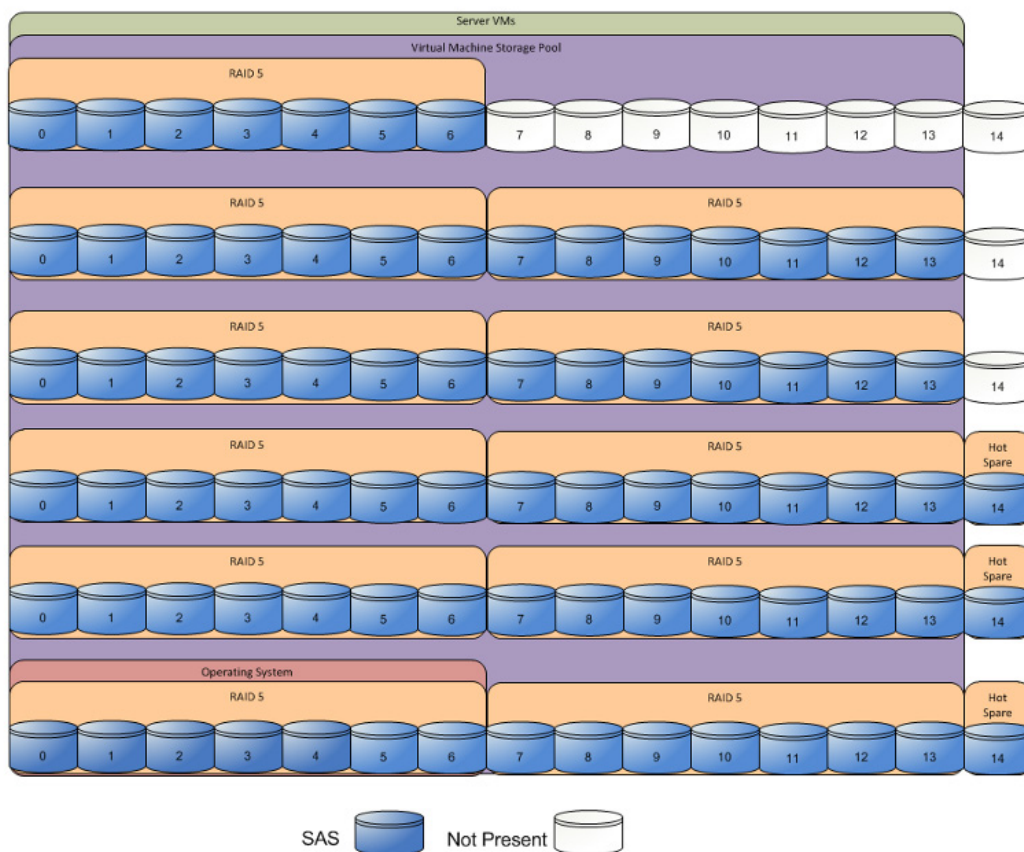 Server VMs
Virtual Machine Storage Pool
RAID 5
0 1 2 3 4 5 6 7 8 9 10 11 12 13 14
RAID 5 RAID 5
0 1 2 3 4 5 6 7 8 9 10 11 12 13 14
RAID 5 RAID 5
0 1 2 3 4 5 6 7 8 9 10 11 12 13 14
RAID 5 RAID 5 Hot
Spare
0 1 2 3 4 5 6 7 8 9 10 11 12 13 14
RAID 5 RAID 5 Hot
Spare
0 1 2 3 4 5 6 7 8 9 10 11 12 13 14
Operating System
RAID 5 RAID 5 Hot
Spare
0 1 2 3 4 5 6 7 8 9 10 11 12 13 14
SAS Not Present